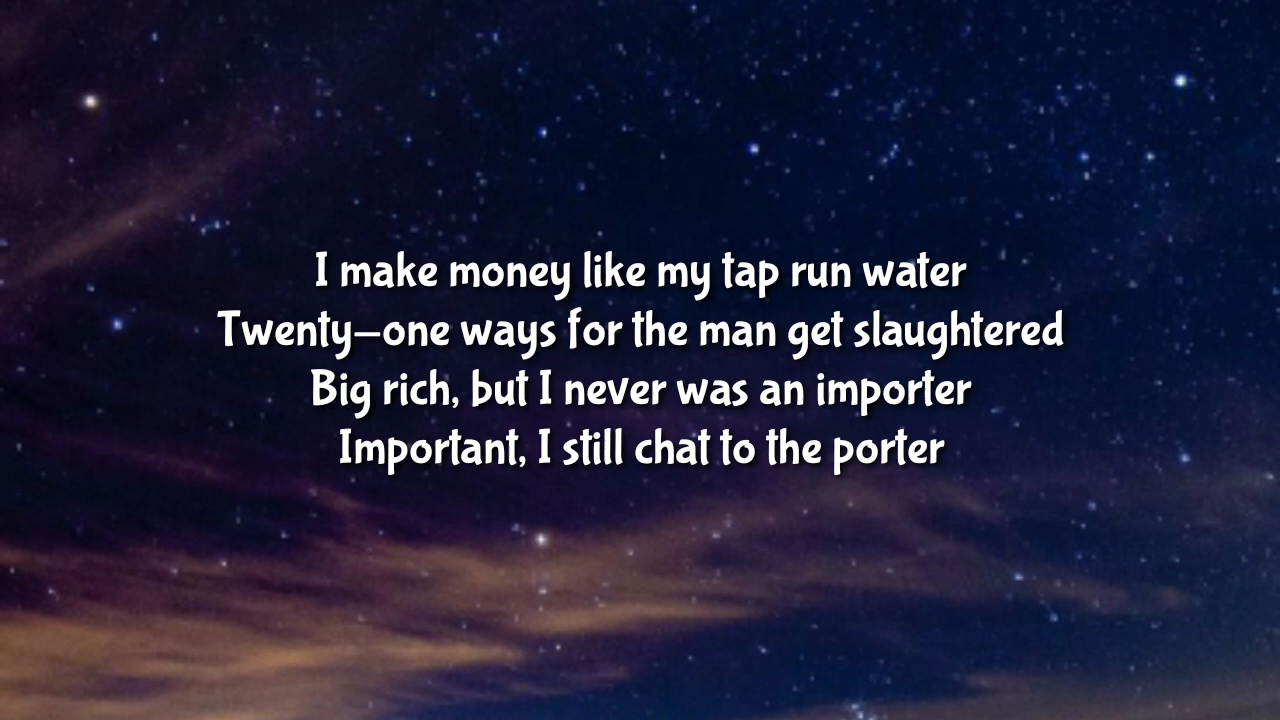 I make money like my tap run water
Twenty-one ways for the man get slaughtered
Big rich, but I never was an importer
Important, I still chat to the porter